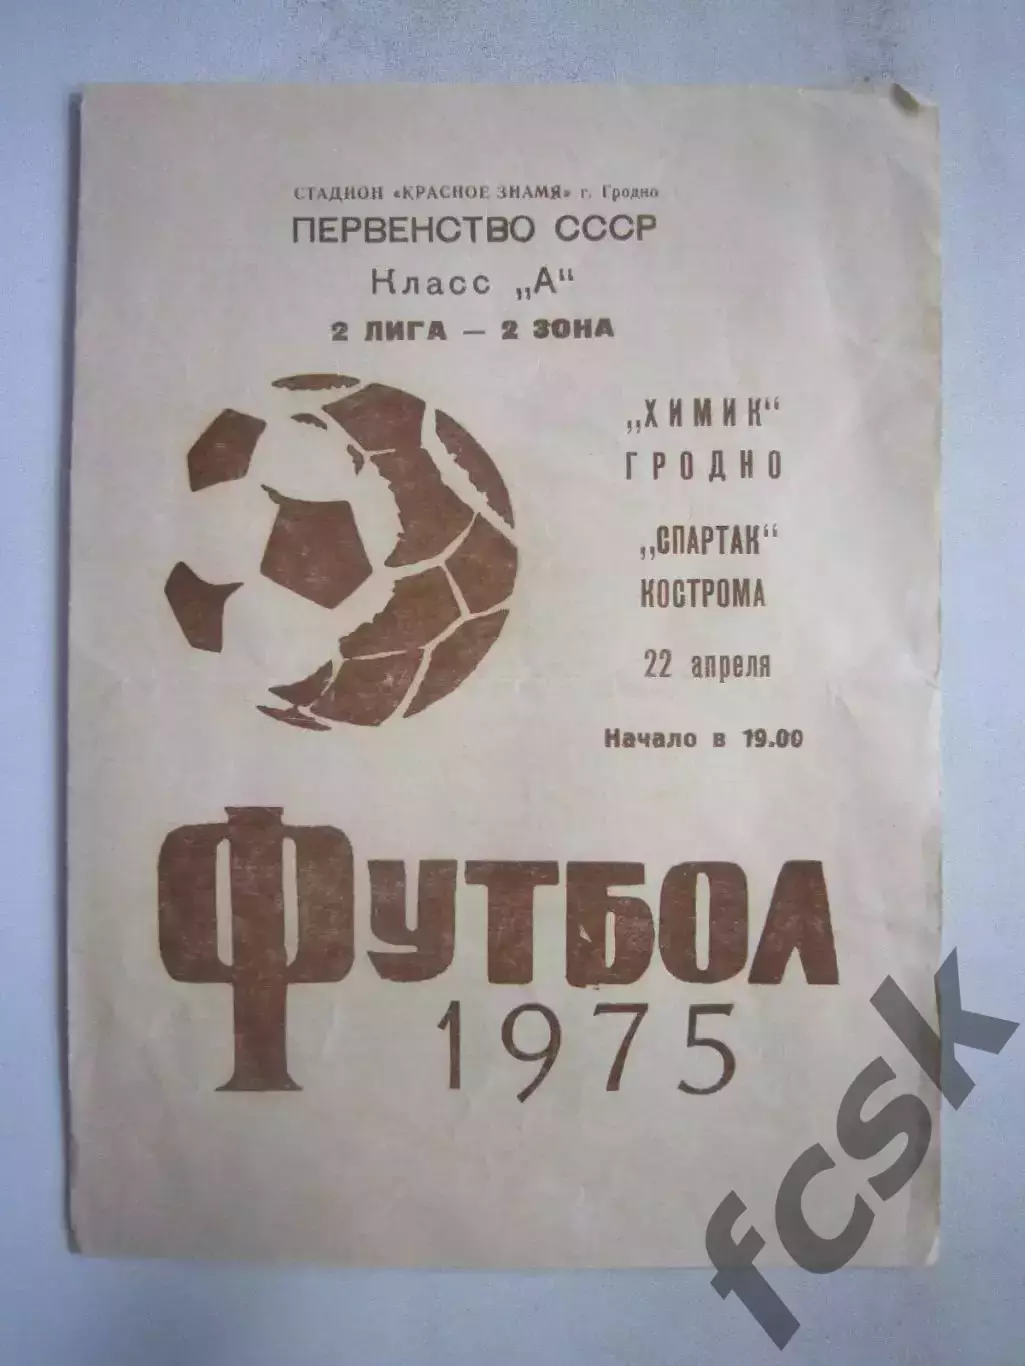 СТАДИОН «КРАСНОЕ ЗНАМЯ» г. Гродно
ПЕРВЕНСТВО СССР
Класс „А“
2 ЛИГА — 2 ЗОНА
„ХИМИК“
ГРОДНО
„СПАРТАК“
КОСТРОМА
22 апреля
Начало в 19.00
ФУТБОЛ
1975
fcsk